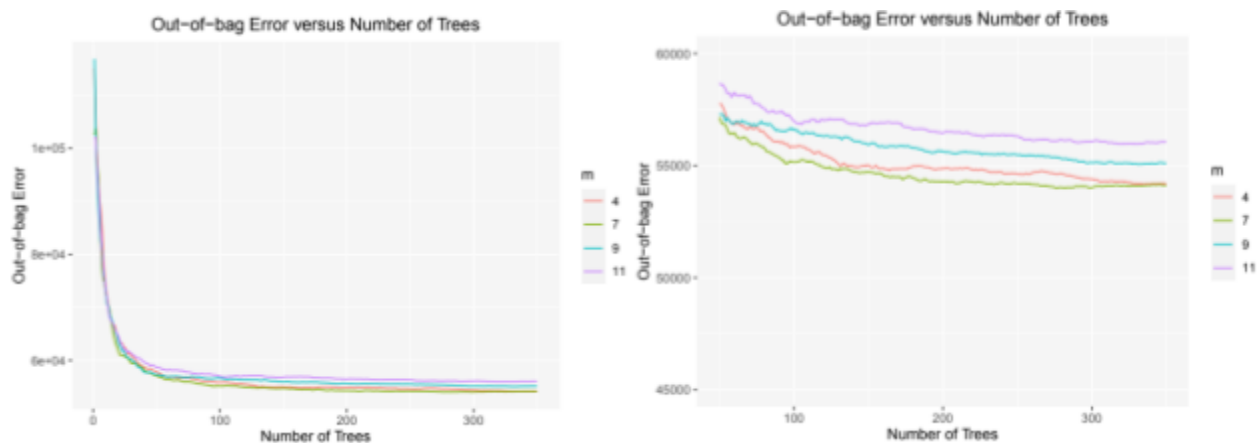 Out-of-bag Error versus Number of Trees
1e+05
8e+04
6e+04
Out-of-bag Error
0 100 200 300
Number of Trees
m
4
7
9
11
Out-of-bag Error versus Number of Trees
60000
55000
50000
45000
Out-of-bag Error
100 200 300
Number of Trees
m
4
7
9
11